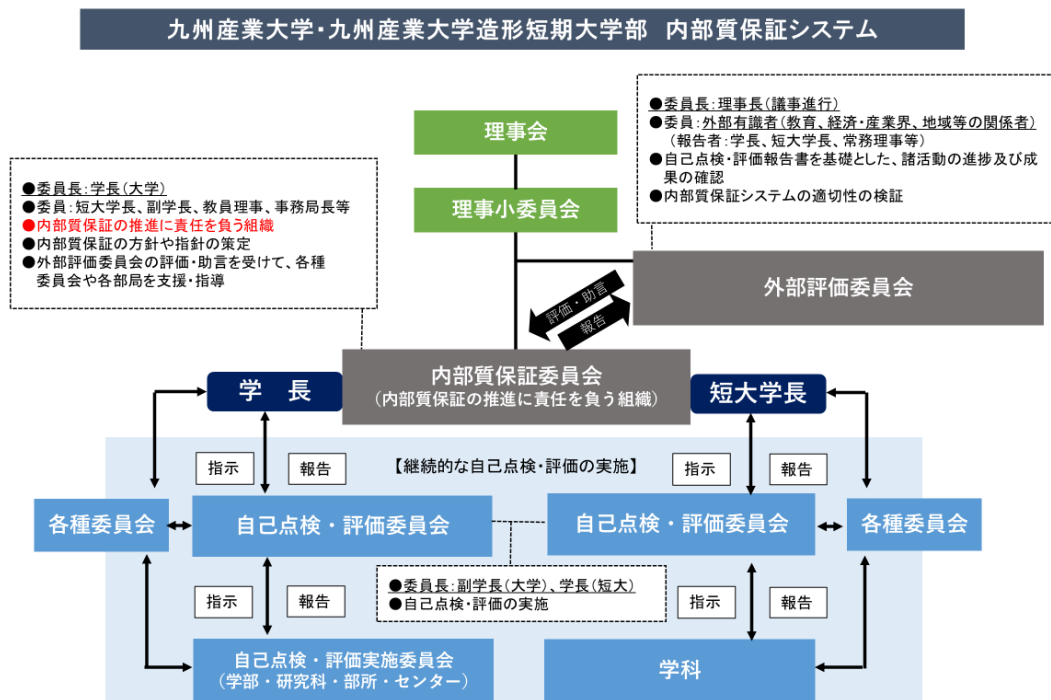 九州産業大学・九州産業大学造形短期大学部 内部質保証システム
理事会
理事小委員会
●委員長：理事長（議事進行）
●委員：外部有識者（教育、経済・産業界、地域等の関係者）
（報告者：学長、短大学長、常務理事等）
●自己点検・評価報告書を基礎とした、諸活動の進捗及び成
果の確認
●内部質保証システムの適切性の検証
●委員長：学長（大学）
●委員：短大学長、副学長、教員理事、事務局長等
●内部質保証の推進に責任を負う組織
●内部質保証の方針や指針の策定
●外部評価委員会の評価・助言を受けて、各種
委員会や各部局を支援・指導
外部評価委員会
評価・助言
報告
内部質保証委員会
（内部質保証の推進に責任を負う組織）
学 長
短大学長
【継続的な自己点検・評価の実施】
指示
報告
指示
報告
各種委員会
自己点検・評価委員会
自己点検・評価委員会
各種委員会
●委員長：副学長（大学）、学長（短大）
●自己点検・評価の実施
指示
報告
指示
報告
自己点検・評価実施委員会
（学部・研究科・部所・センター）
学科